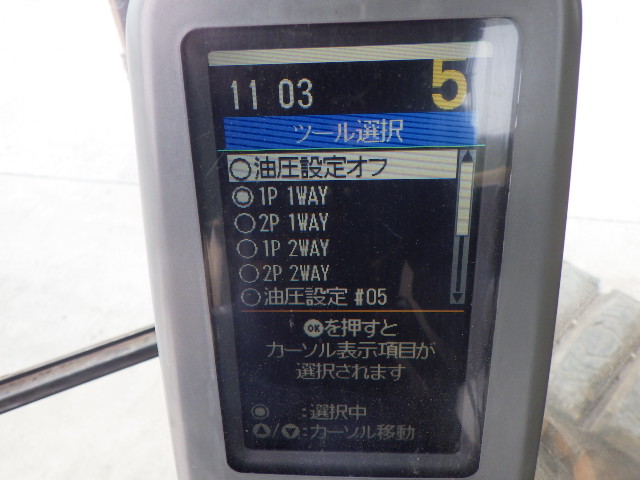 11 03
5
ツール選択
○油圧設定オフ
◉1P 1WAY
○2P 1WAY
○1P 2WAY
○2P 2WAY
○油圧設定 #05
OKを押すと
カーソル表示項目が
選択されます
◉ :選択中
△/▽:カーソル移動